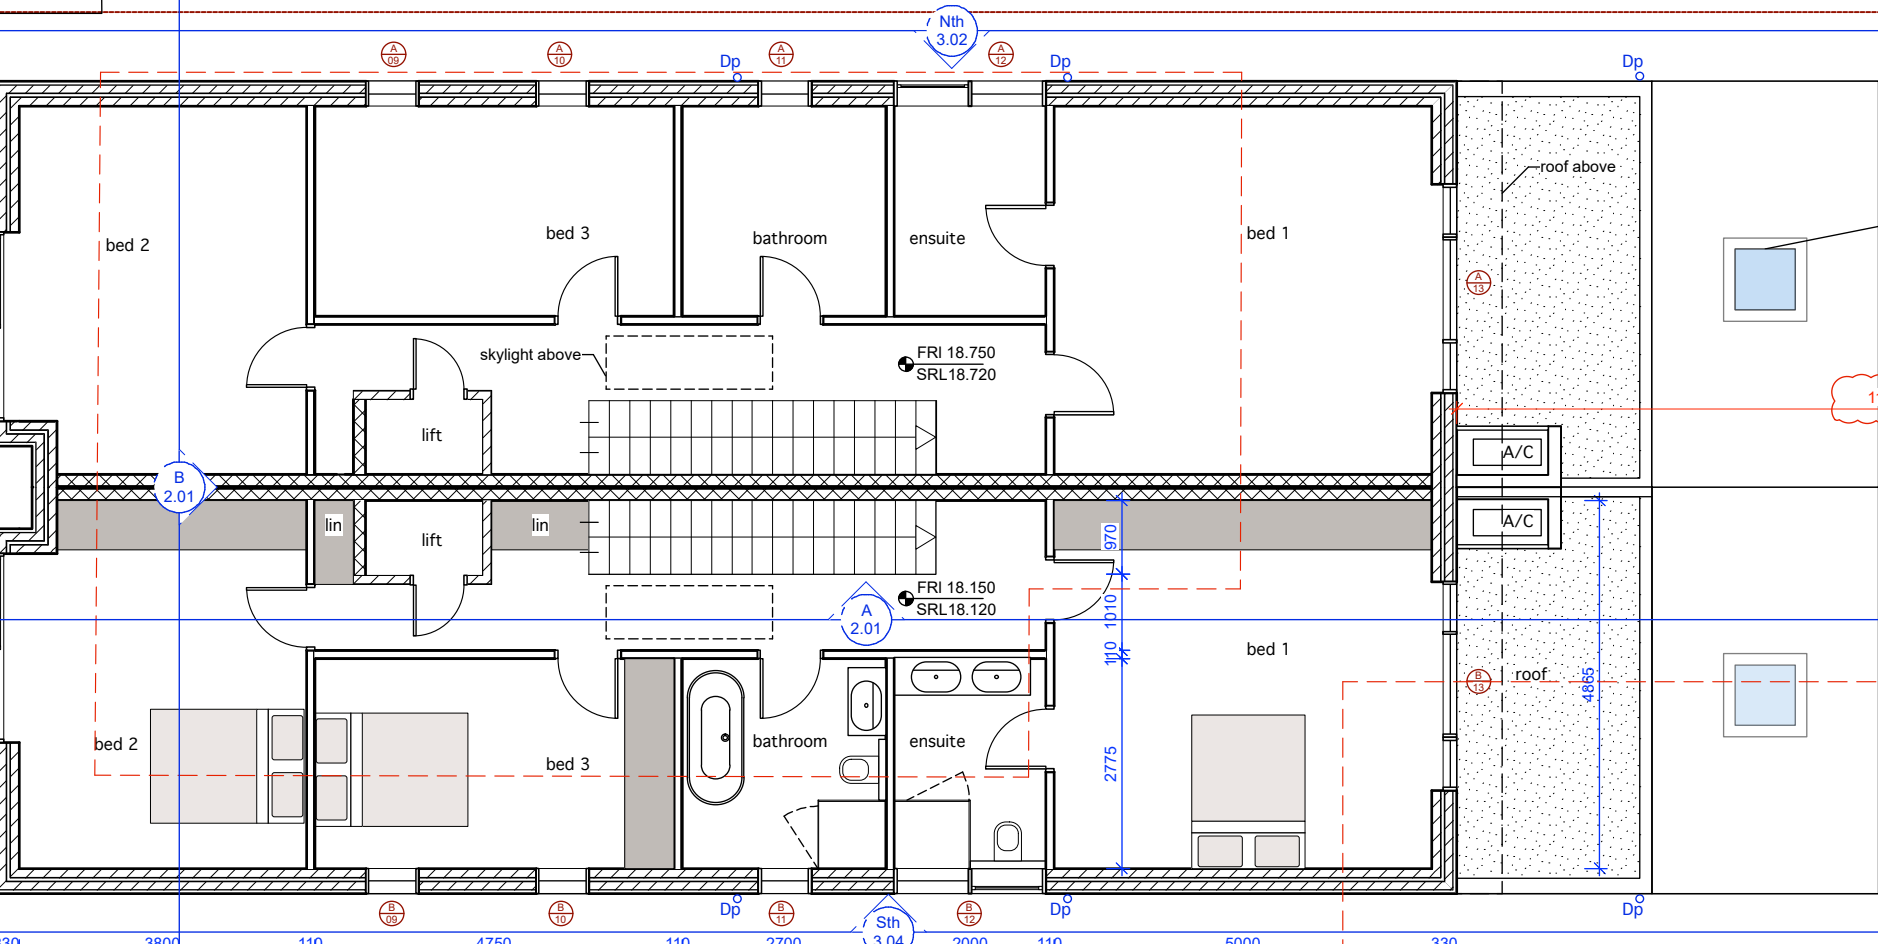 Nth
3.02
A
09
A
10
A
11
A
12
Dp
Dp
Dp
roof above
bed 2
bed 3
bathroom
ensuite
bed 1
A
13
skylight above
FRI 18.750
SRL18.720
lift
A/C
B
2.01
lin
lift
lin
A/C
970
FRI 18.150
SRL18.120
A
2.01
1010
110
bed 1
B
13
roof
4865
bed 2
bed 3
bathroom
ensuite
2775
B
09
B
10
Dp
B
11
Sth
3.04
B
12
Dp
Dp
3800
110
4750
110
2700
2000
110
5000
330